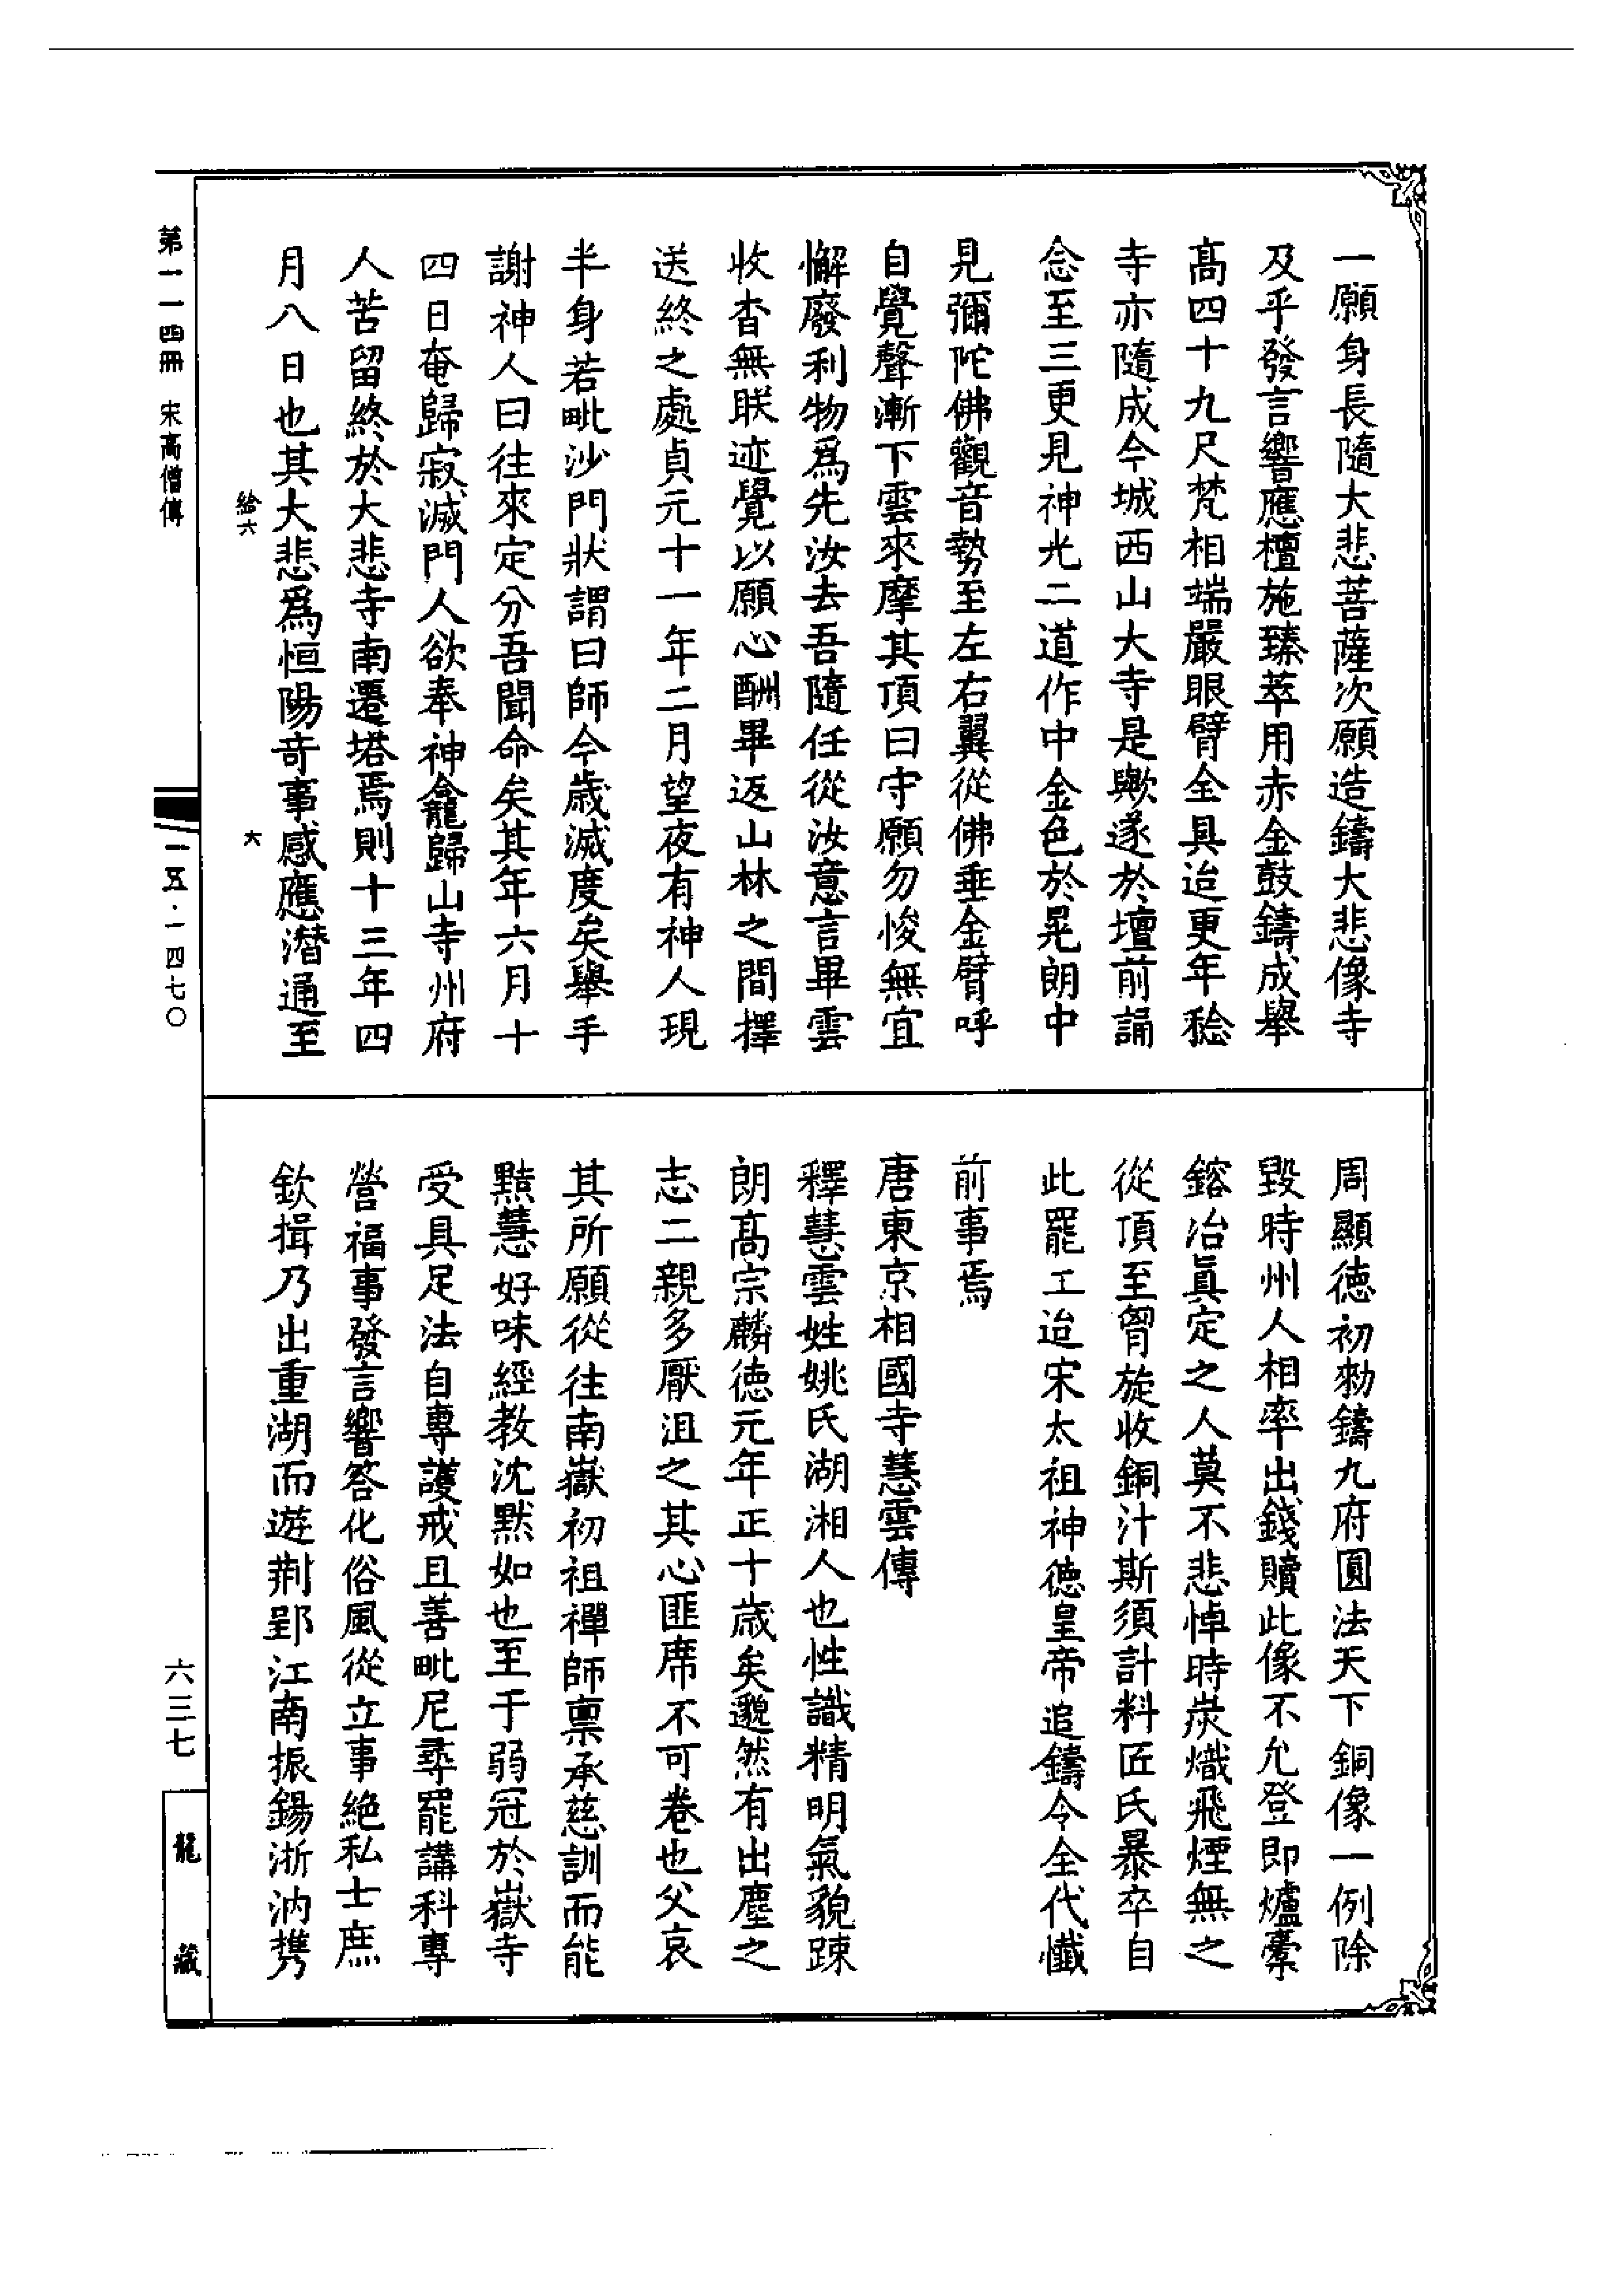 一願身長隨大悲菩薩次願造鑄大悲像寺
及乎發言響應檀施臻萃用赤金鼓鑄成舉
高四十九尺梵相端嚴眼臂全具迨更年稔
寺亦隨成今城西山大寺是歟遂於壇前誦
念至三更見神光二道作中金色於晃朗中
見彌陀佛觀音勢至左右翼從佛垂金臂呼
自覺聲漸下雲來摩其頂曰守願勿悛無宜
懈廢利物爲先汝去吾隨任從汝意言畢雲
收杳無朕迹覺以願心酬畢返山林之間擇
送終之處貞元十一年二月望夜有神人現
半身若毗沙門狀謂曰師今歲滅度矣舉手
謝神人曰往來定分吾聞命矣其年六月十
四日奄歸寂滅門人欲奉神龕歸山寺州府
人苦留終於大悲寺南遷塔焉則十三年四
月八日也其大悲爲恒陽奇事感應潛通至
給六
六
周顯德初勑鑄九府圓法天下銅像一例除
毀時州人相率出錢贖此像不允登即爐橐
鎔冶眞定之人莫不悲悼時炭熾飛煙無之
從頂至胷旋收銅汁斯須計料匠氏暴卒自
此罷工迨宋太祖神德皇帝追鑄令全代懺
前事焉
唐東京相國寺慧雲傳
釋慧雲姓姚氏湖湘人也性識精明氣貌踈
朗高宗麟德元年正十歲矣邈然有出塵之
志二親多厭沮之其心匪席不可卷也父哀
其所願從往南嶽初祖禪師禀承慈訓而能
黠慧好味經教沈默如也至于弱冠於嶽寺
受具足法自專護戒且善毗尼尋罷講科專
營福事發言響答化俗風從立事絶私士庶
欽揖乃出重湖而遊荆郢江南振錫浙汭携
第一一四冊 宋高僧傳
一五·一四七〇
六三七
龍藏